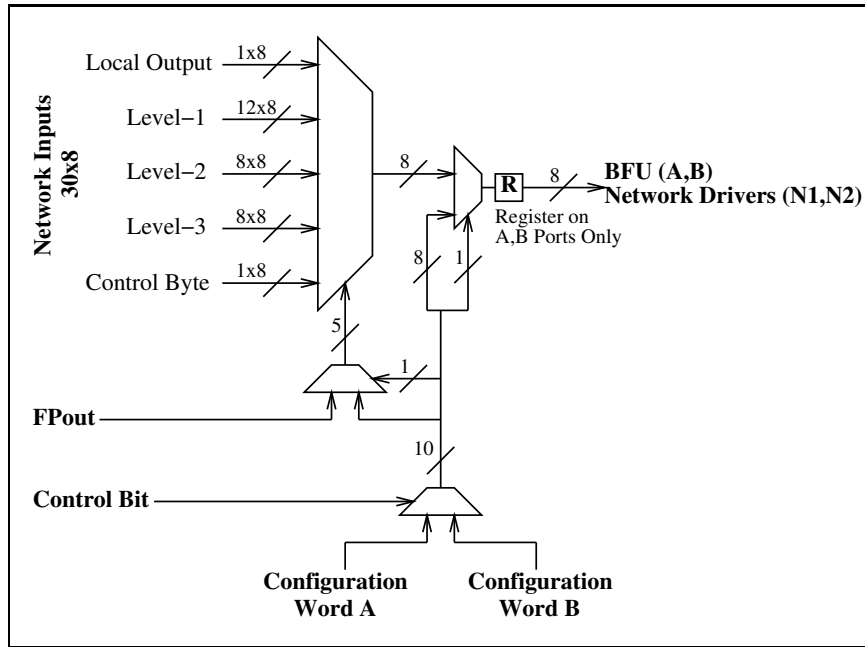 Network Inputs
30x8
Local Output
1x8
Level−1
12x8
Level−2
8x8
Level−3
8x8
Control Byte
1x8
8
R
8
BFU (A,B)
Network Drivers (N1,N2)
Register on
A,B Ports Only
8
1
5
1
FPout
10
Control Bit
Configuration
Word A
Configuration
Word B